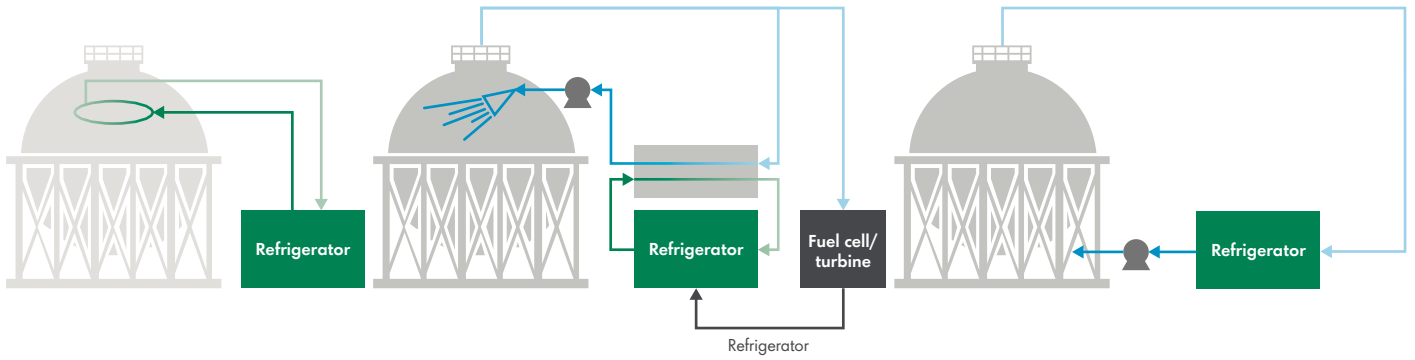 Refrigerator
Refrigerator
Fuel cell/
turbine
Refrigerator
Refrigerator